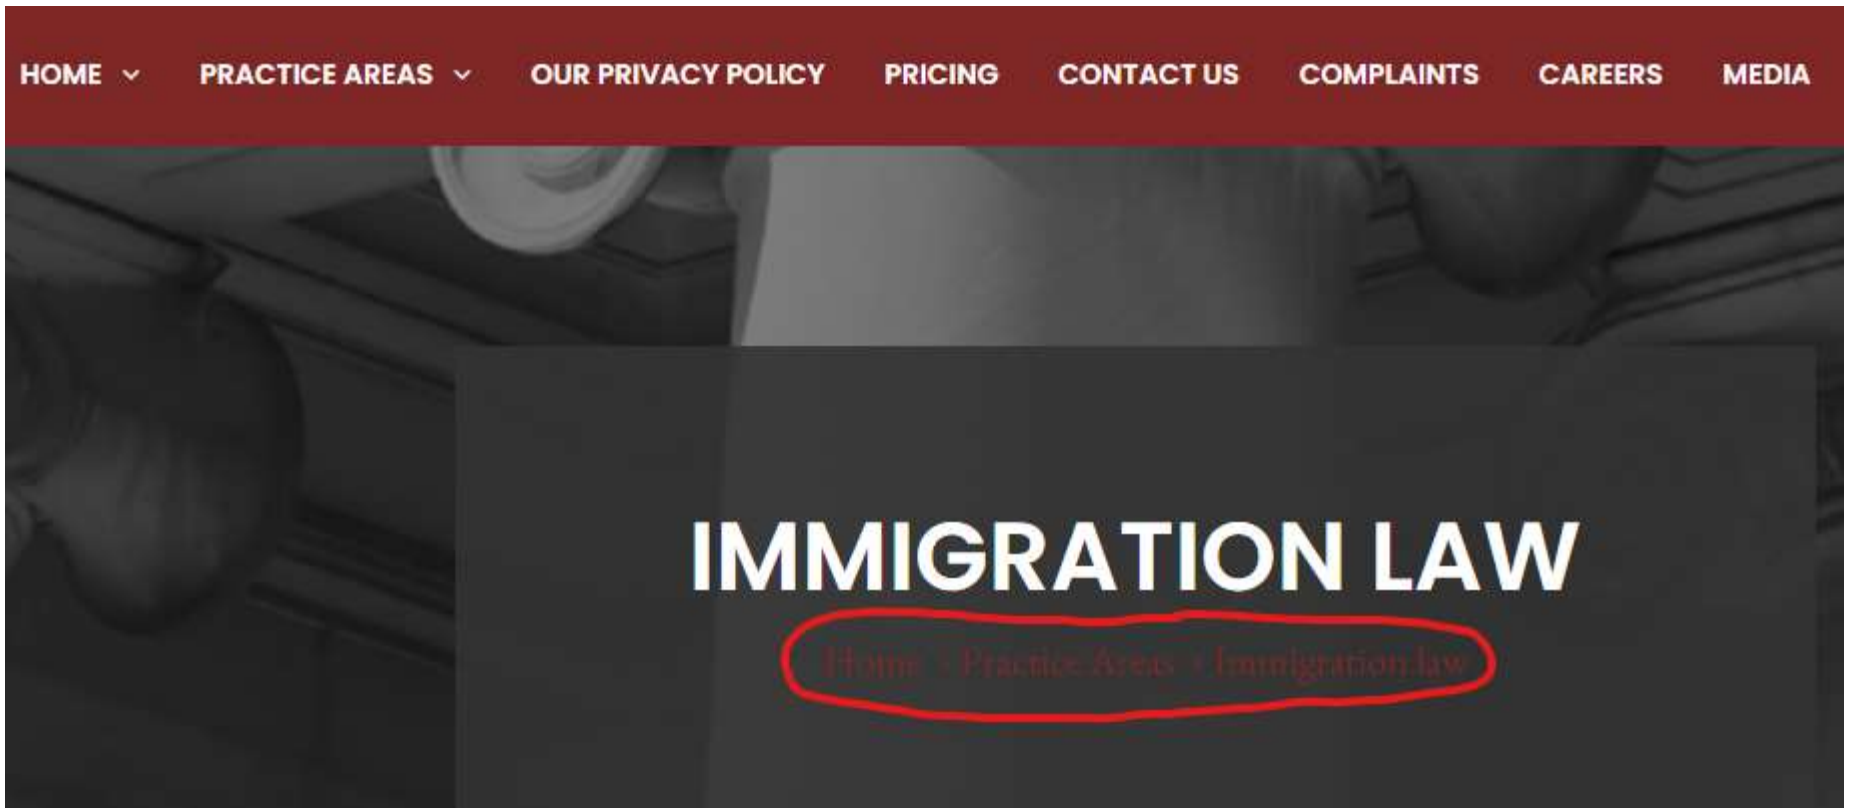 HOME PRACTICE AREAS OUR PRIVACY POLICY PRICING CONTACT US COMPLAINTS CAREERS MEDIA
IMMIGRATION LAW
Home › Practice Areas › Immigration law